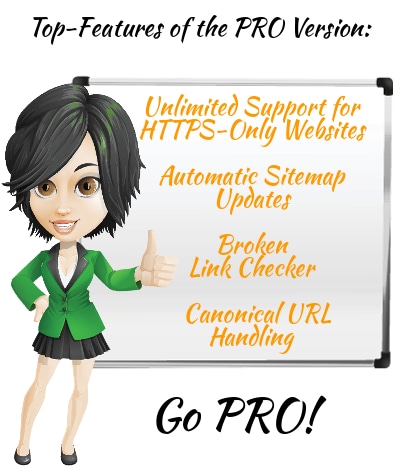 Top-Features of the PRO Version:
Unlimited Support for
HTTPS-Only Websites
Automatic Sitemap
Updates
Broken
Link Checker
Canonical URL
Handling
Go PRO!